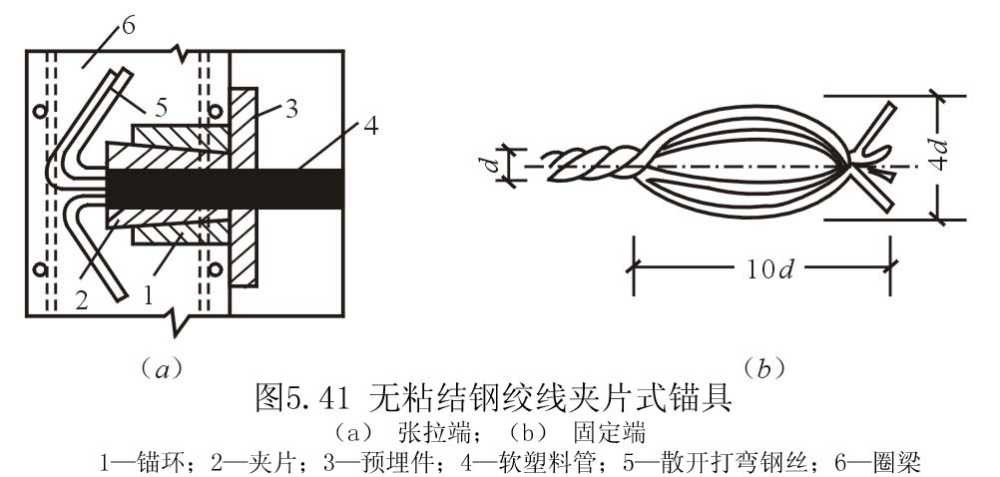 6
5
3
4
2
1
d
4d
10d
(a)
(b)
图5.41 无粘结钢绞线夹片式锚具
(a) 张拉端；(b) 固定端
1—锚环；2—夹片；3—预埋件；4—软塑料管；5—散开打弯钢丝；6—圈梁